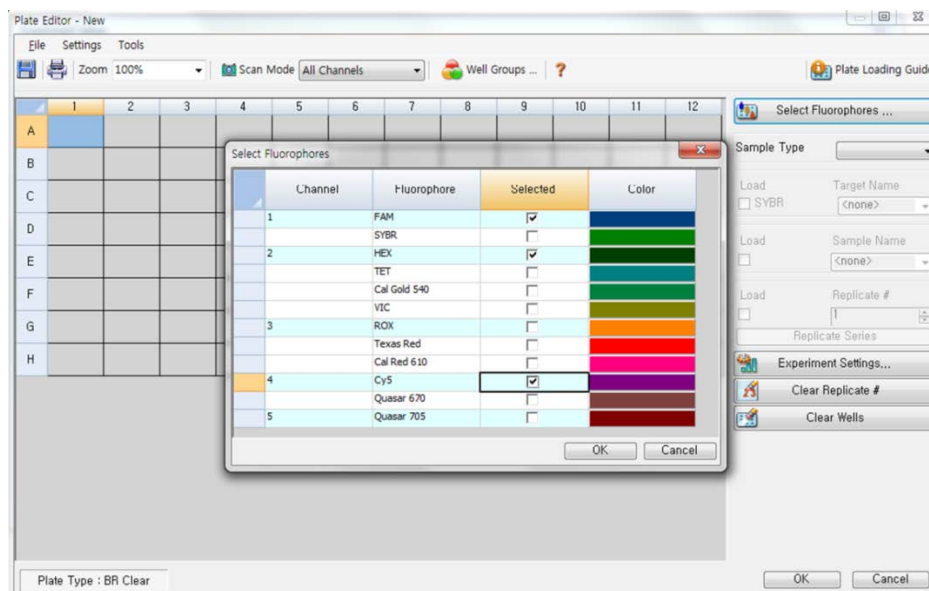 Plate Editor - New
File Settings Tools
Zoom 100% Scan Mode All Channels Well Groups ... ? Plate Loading Guide
1 2 3 4 5 6 7 8 9 10 11 12
A
B
C
D
E
F
G
H
Select Fluorophores
Channel Fluorophore Selected Color
1 FAM
SYBR
2 HEX
TET
Cal Gold 540
VIC
3 ROX
Texas Red
Cal Red 610
4 Cy5
Quasar 670
5 Quasar 705
OK Cancel
Select Fluorophores ...
Sample Type
Load Target Name
SYBR <none>
Load Sample Name
<none>
Load Replicate #
1
Replicate Series
Experiment Settings...
Clear Replicate #
Clear Wells
Plate Type : BR Clear
OK Cancel